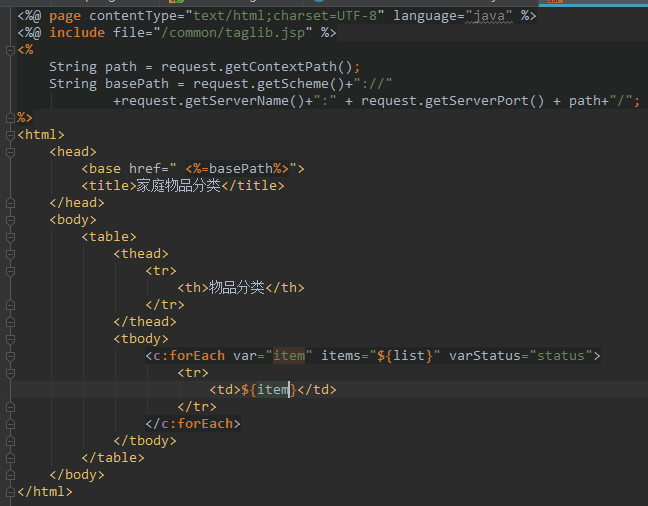 <%@ page contentType="text/html;charset=UTF-8" language="java" %>
<%@ include file="/common/taglib.jsp" %>
<%
    String path = request.getContextPath();
    String basePath = request.getScheme()+"://"
            +request.getServerName()+":" + request.getServerPort() + path+"/";
%>
<html>
    <head>
        <base href=" <%=basePath%>">
        <title>家庭物品分类</title>
    </head>
    <body>
        <table>
            <thead>
                <tr>
                    <th>物品分类</th>
                </tr>
            </thead>
            <tbody>
                <c:forEach var="item" items="${list}" varStatus="status">
                    <tr>
                        <td>${item}</td>
                    </tr>
                </c:forEach>
            </tbody>
        </table>
    </body>
</html>